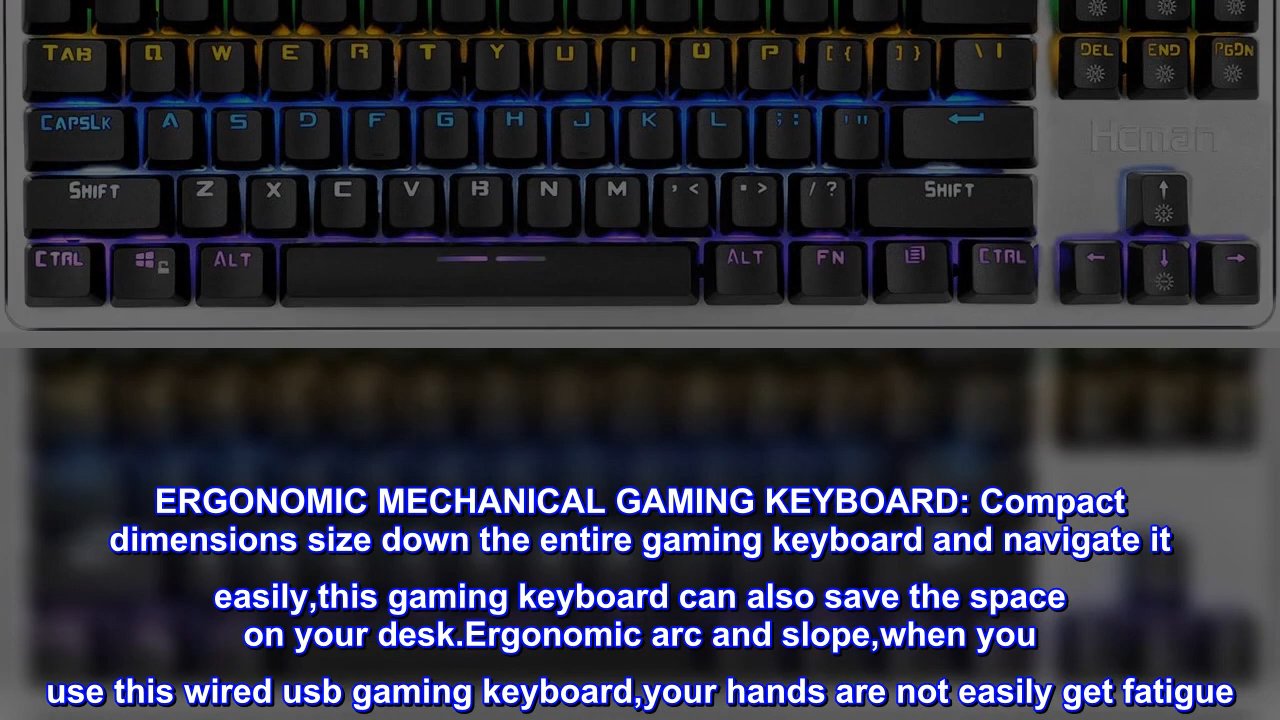 TAB Q W E R T Y U I O P [ { ] } \ | DEL END PGDN
CAPSLK A S D F G H J K L ; : ' " Hcman
SHIFT Z X C V B N M , < . > / ? SHIFT
CTRL ALT ALT FN CTRL
ERGONOMIC MECHANICAL GAMING KEYBOARD: Compact
dimensions size down the entire gaming keyboard and navigate it
easily,this gaming keyboard can also save the space
on your desk.Ergonomic arc and slope,when you
use this wired usb gaming keyboard,your hands are not easily get fatigue